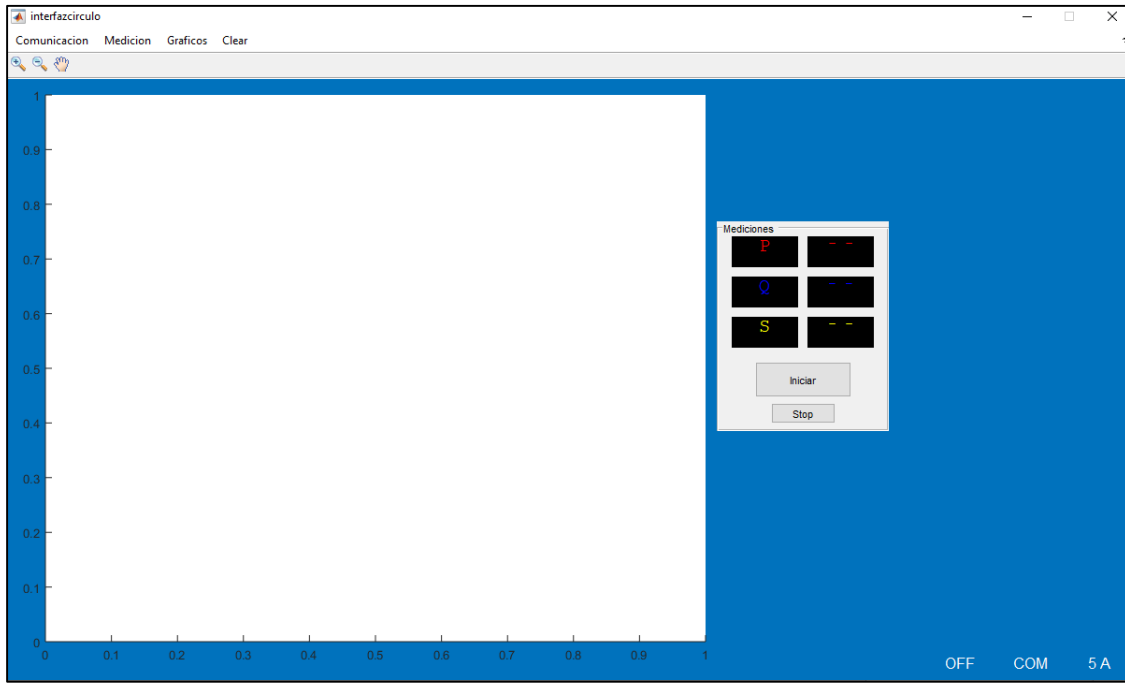 interfazcirculo
Comunicacion Medicion Graficos Clear
1
0.9
0.8
0.7
0.6
0.5
0.4
0.3
0.2
0.1
0
0 0.1 0.2 0.3 0.4 0.5 0.6 0.7 0.8 0.9 1
Mediciones
P - -
Q - -
S - -
Iniciar
Stop
OFF COM 5 A